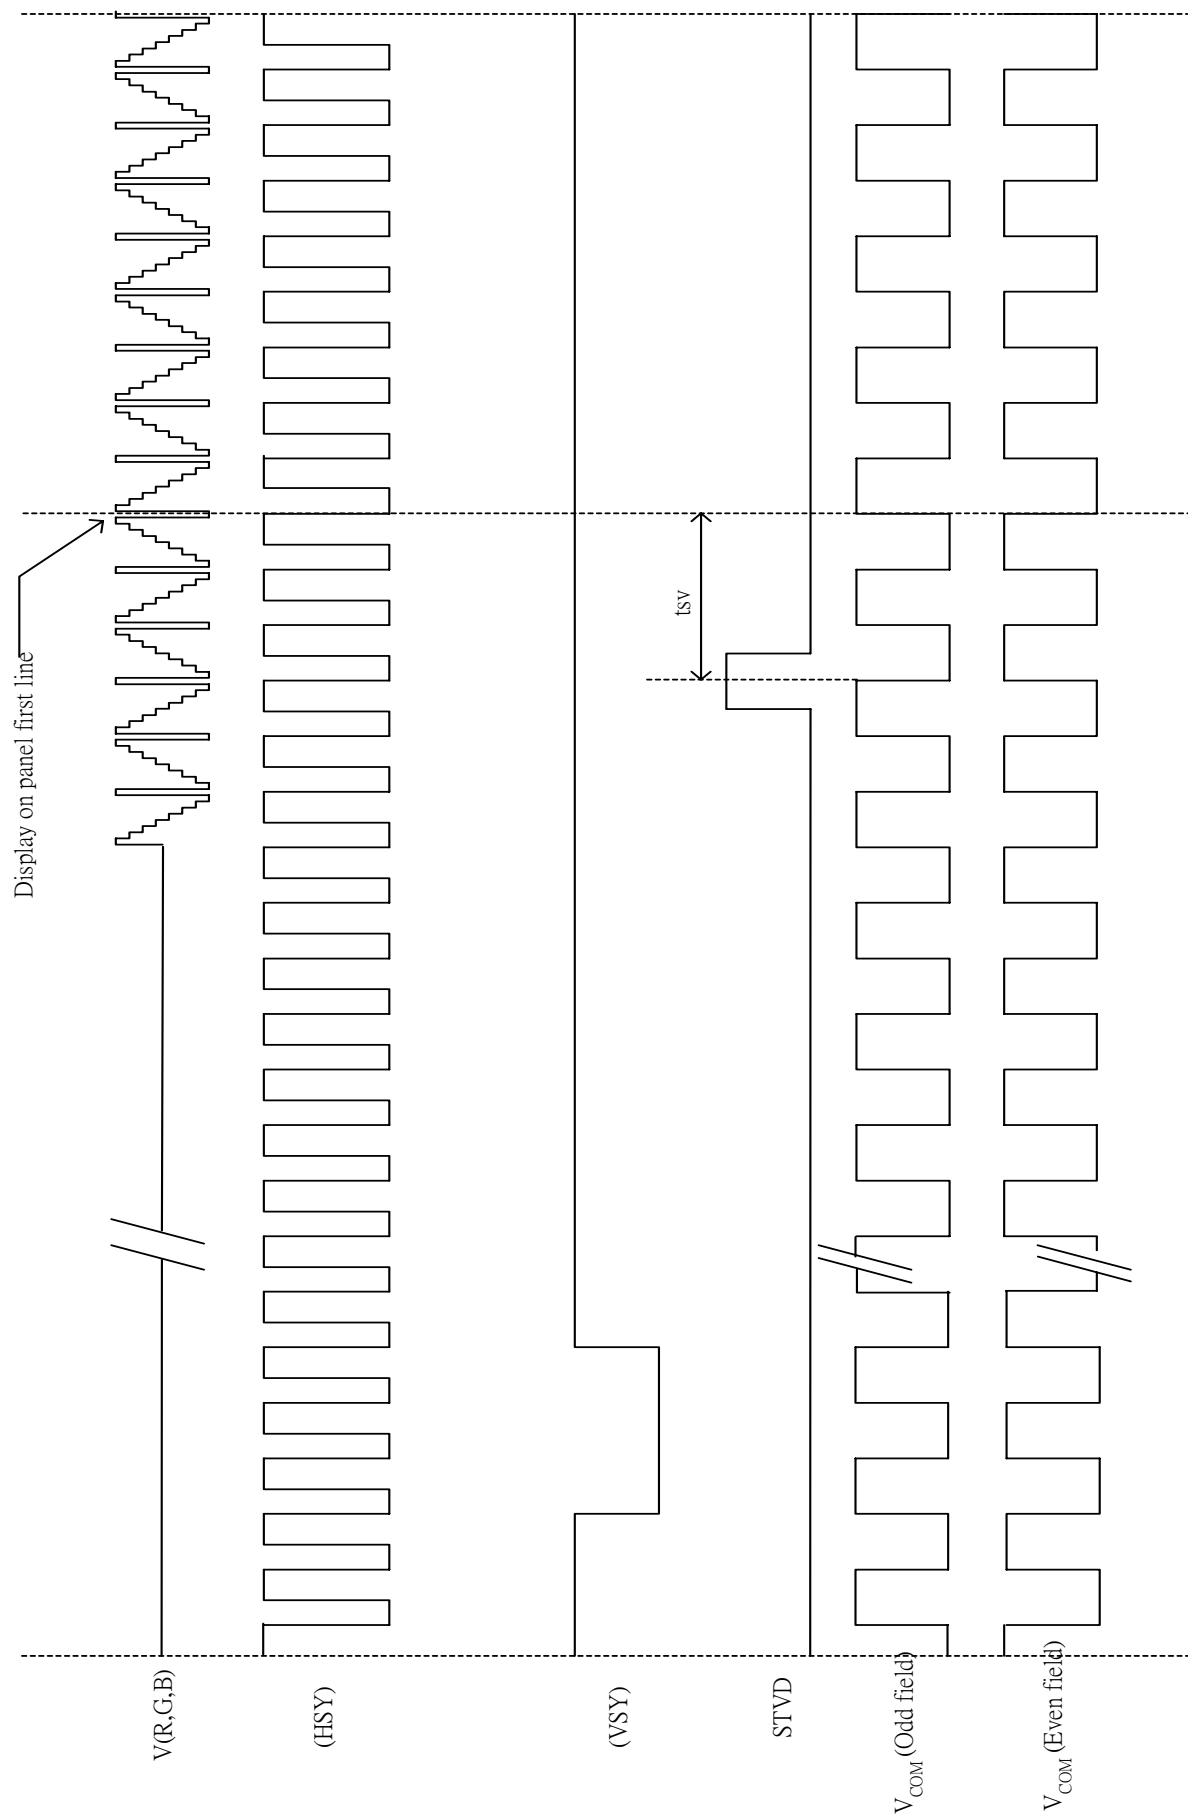 Display on panel first line
V(R,G,B)
(HSY)
(VSY)
tsv
STVD
VCOM (Odd field)
VCOM (Even field)